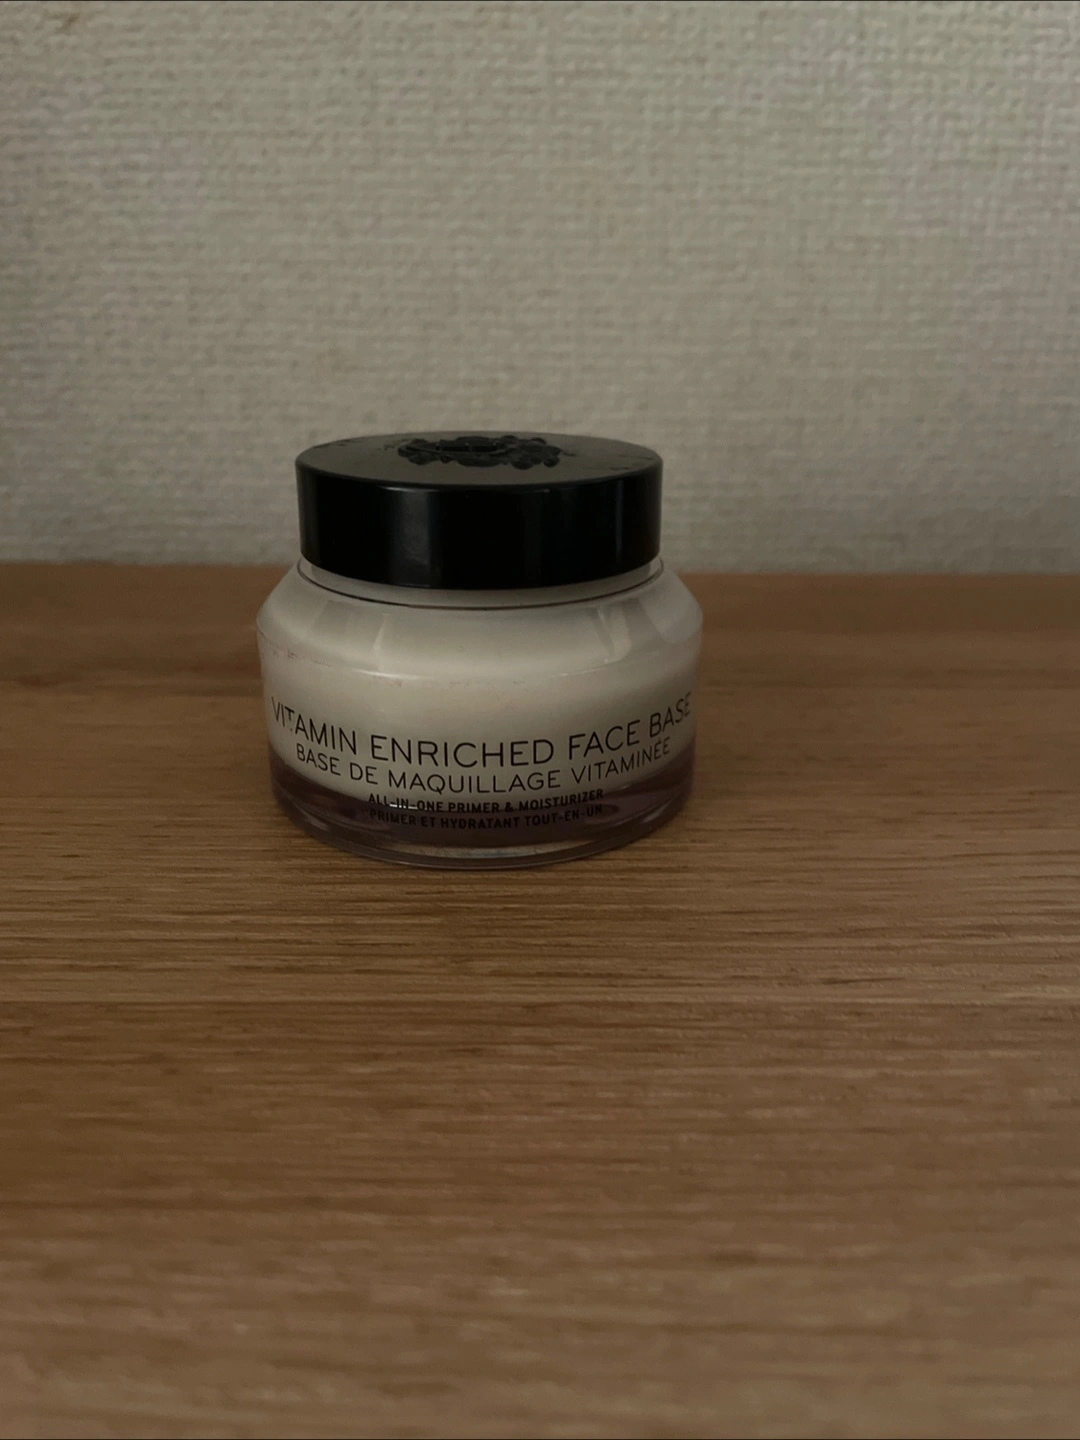 VITAMIN ENRICHED FACE BASE
BASE DE MAQUILLAGE VITAMINÉE
ALL-IN-ONE PRIMER & MOISTURIZER
PRIMER ET HYDRATANT TOUT-EN-UN